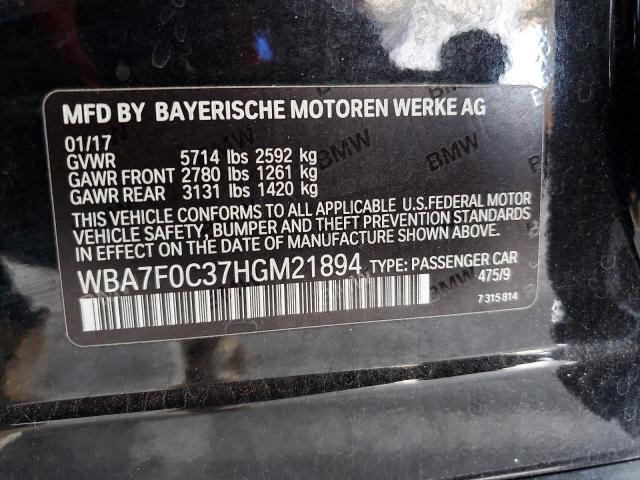 MFD BY BAYERISCHE MOTOREN WERKE AG
01/17
GVWR 5714 lbs 2592 kg
GAWR FRONT 2780 lbs 1261 kg
GAWR REAR 3131 lbs 1420 kg
THIS VEHICLE CONFORMS TO ALL APPLICABLE U.S.FEDERAL MOTOR
VEHICLE SAFETY, BUMPER AND THEFT PREVENTION STANDARDS
IN EFFECT ON THE DATE OF MANUFACTURE SHOWN ABOVE.
WBA7F0C37HGM21894 TYPE: PASSENGER CAR
475/9
7 315 814
BMW
BMW
BMW